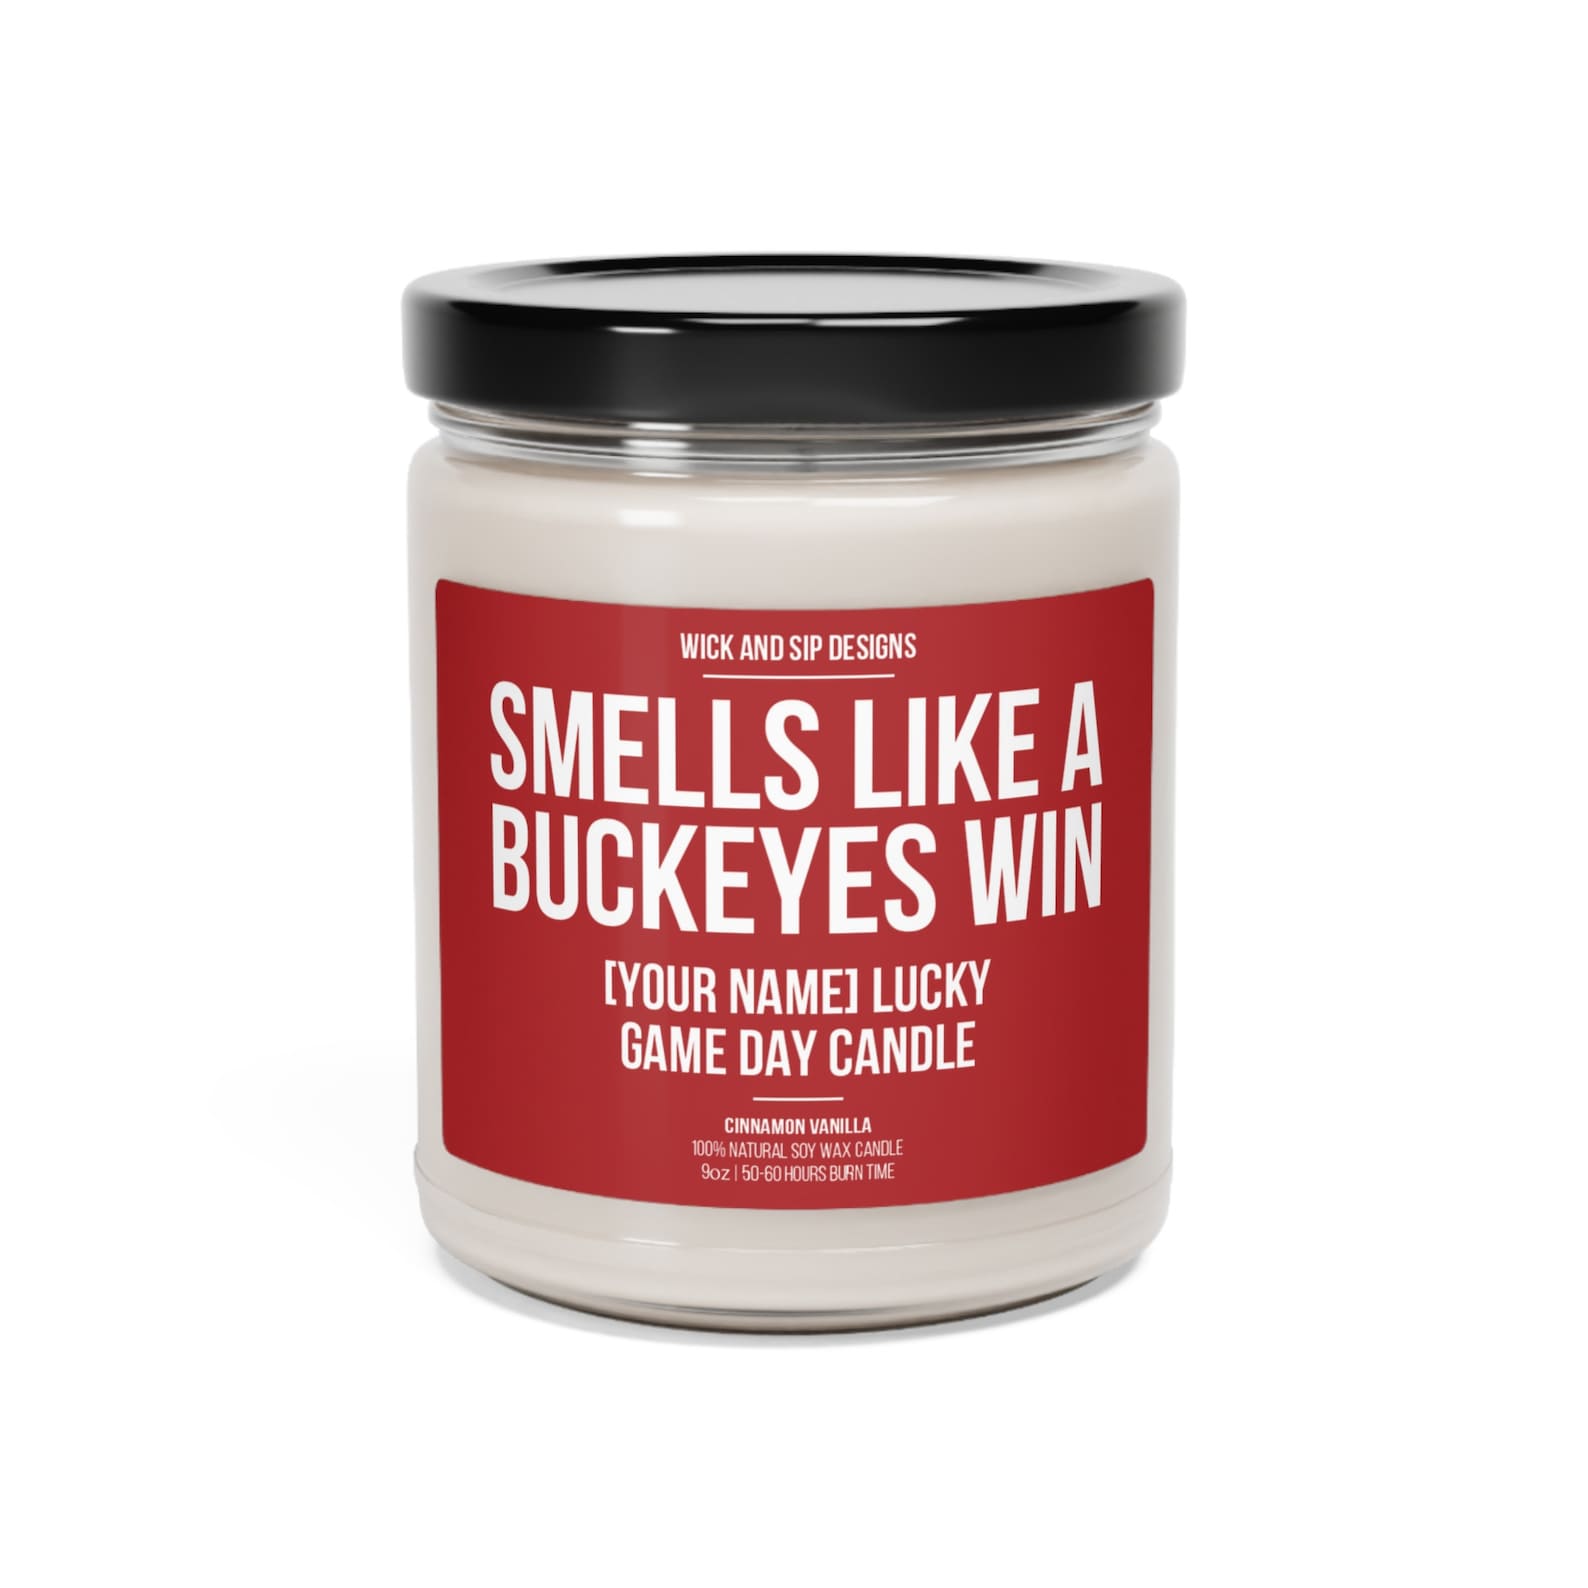 WICK AND SIP DESIGNS
SMELLS LIKE A
BUCKEYES WIN
[YOUR NAME] LUCKY
GAME DAY CANDLE
CINNAMON VANILLA
100% NATURAL SOY WAX CANDLE
9oz | 50-60 HOURS BURN TIME